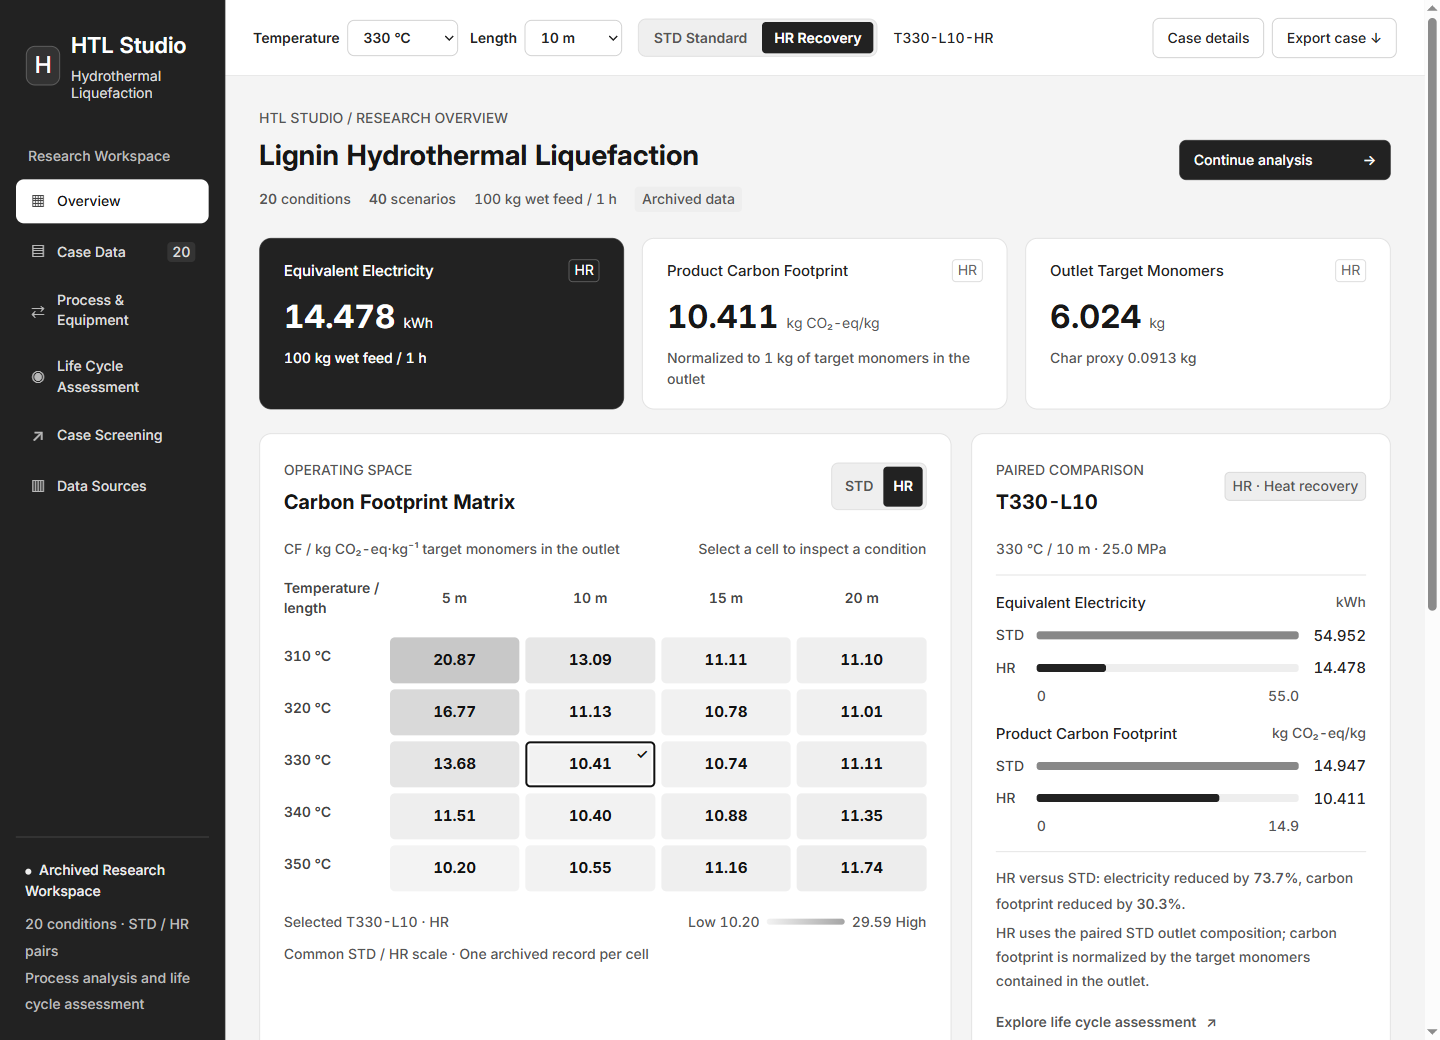 H
HTL Studio
Hydrothermal
Liquefaction
Research Workspace
Overview
Case Data 20
Process &
Equipment
Life Cycle
Assessment
Case Screening
Data Sources
● Archived Research
Workspace
20 conditions · STD / HR
pairs
Process analysis and life
cycle assessment
Temperature 330 °C Length 10 m STD Standard HR Recovery T330-L10-HR Case details Export case ↓
HTL STUDIO / RESEARCH OVERVIEW
Lignin Hydrothermal Liquefaction
Continue analysis →
20 conditions 40 scenarios 100 kg wet feed / 1 h Archived data
Equivalent Electricity HR
14.478 kWh
100 kg wet feed / 1 h
Product Carbon Footprint HR
10.411 kg CO₂-eq/kg
Normalized to 1 kg of target monomers in the
outlet
Outlet Target Monomers HR
6.024 kg
Char proxy 0.0913 kg
OPERATING SPACE
Carbon Footprint Matrix
STD HR
CF / kg CO₂-eq·kg⁻¹ target monomers in the outlet Select a cell to inspect a condition
Temperature /
length
5 m 10 m 15 m 20 m
310 °C 20.87 13.09 11.11 11.10
320 °C 16.77 11.13 10.78 11.01
330 °C 13.68 10.41 ✓ 10.74 11.11
340 °C 11.51 10.40 10.88 11.35
350 °C 10.20 10.55 11.16 11.74
Selected T330-L10 · HR Low 10.20 29.59 High
Common STD / HR scale · One archived record per cell
PAIRED COMPARISON
T330-L10
HR · Heat recovery
330 °C / 10 m · 25.0 MPa
Equivalent Electricity kWh
STD 54.952
HR 14.478
0 55.0
Product Carbon Footprint kg CO₂-eq/kg
STD 14.947
HR 10.411
0 14.9
HR versus STD: electricity reduced by 73.7%, carbon
footprint reduced by 30.3%.
HR uses the paired STD outlet composition; carbon
footprint is normalized by the target monomers
contained in the outlet.
Explore life cycle assessment ↗